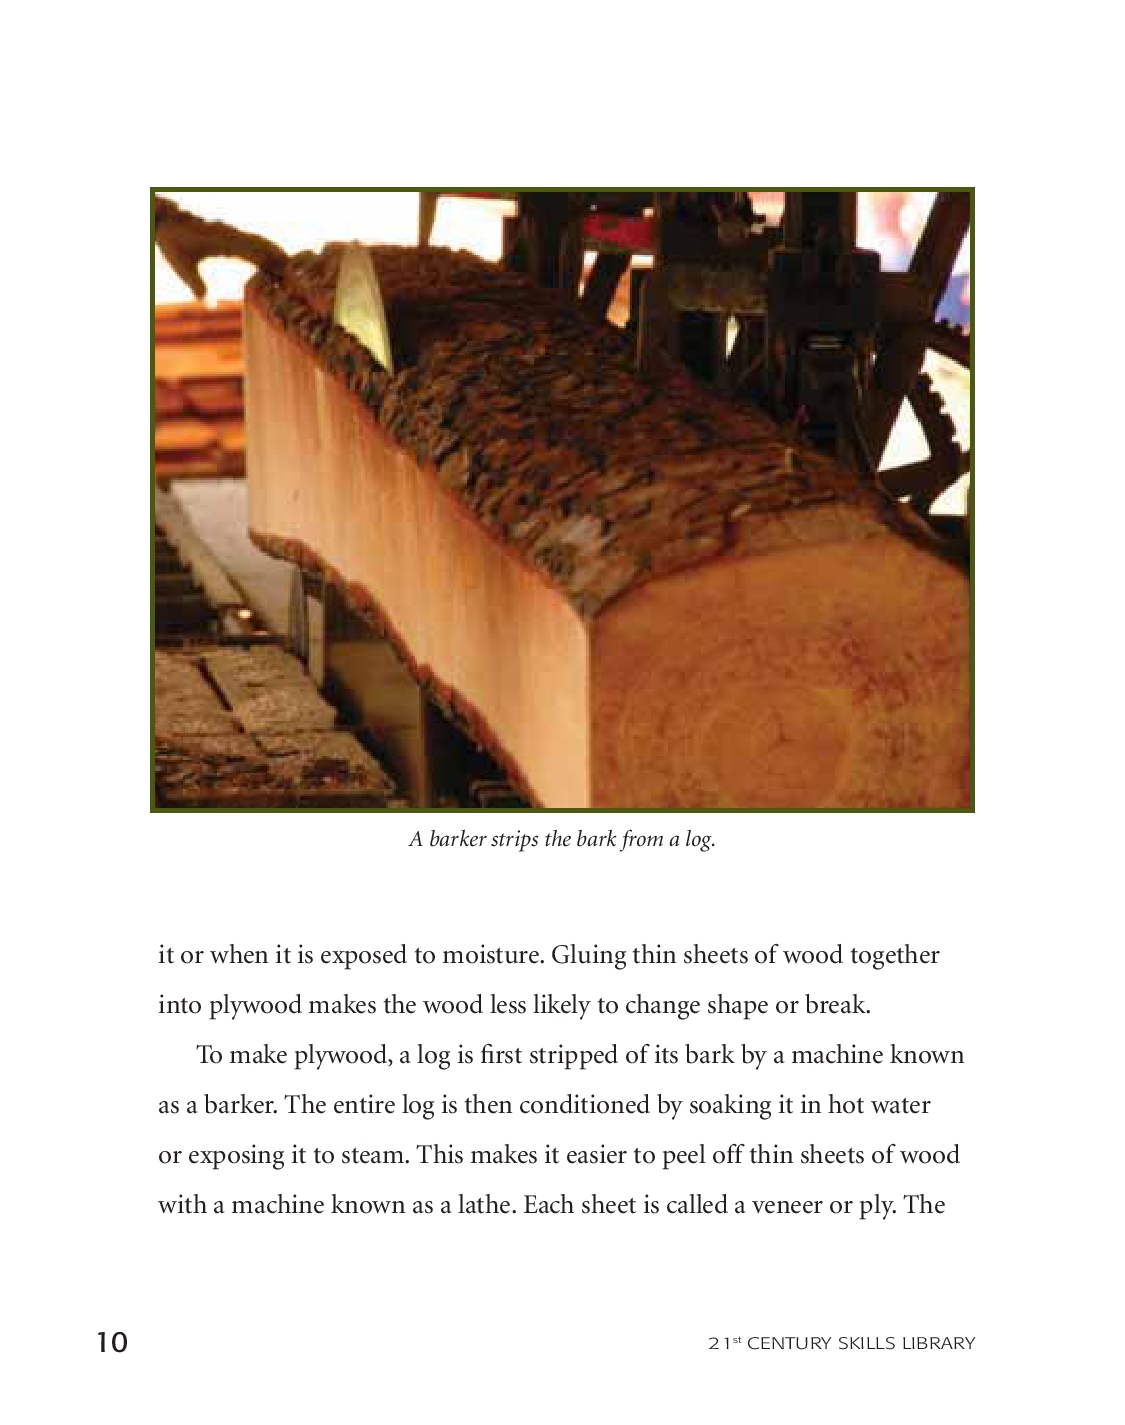 A barker strips the bark from a log.
it or when it is exposed to moisture. Gluing thin sheets of wood together
into plywood makes the wood less likely to change shape or break.
To make plywood, a log is first stripped of its bark by a machine known
as a barker. The entire log is then conditioned by soaking it in hot water
or exposing it to steam. This makes it easier to peel off thin sheets of wood
with a machine known as a lathe. Each sheet is called a veneer or ply. The
10
21st CENTURY SKILLS LIBRARY